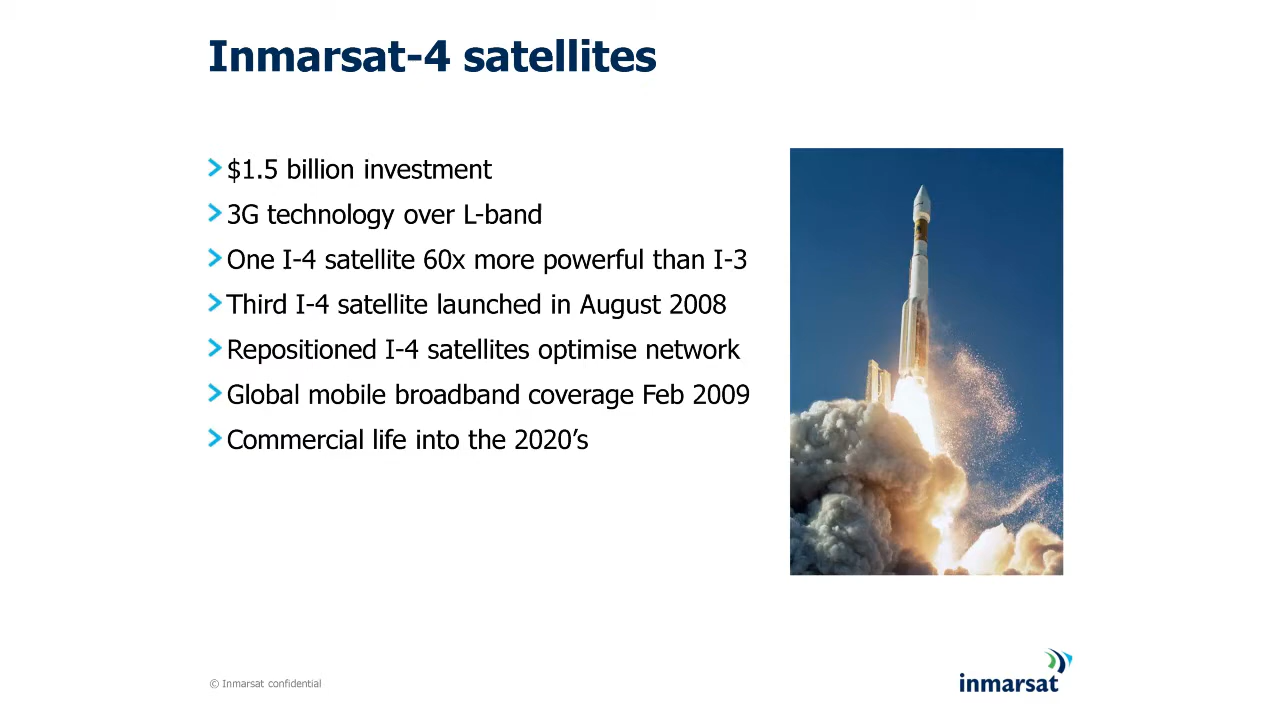 Inmarsat-4 satellites
$1.5 billion investment
3G technology over L-band
One I-4 satellite 60x more powerful than I-3
Third I-4 satellite launched in August 2008
Repositioned I-4 satellites optimise network
Global mobile broadband coverage Feb 2009
Commercial life into the 2020’s
© Inmarsat confidential
inmarsat